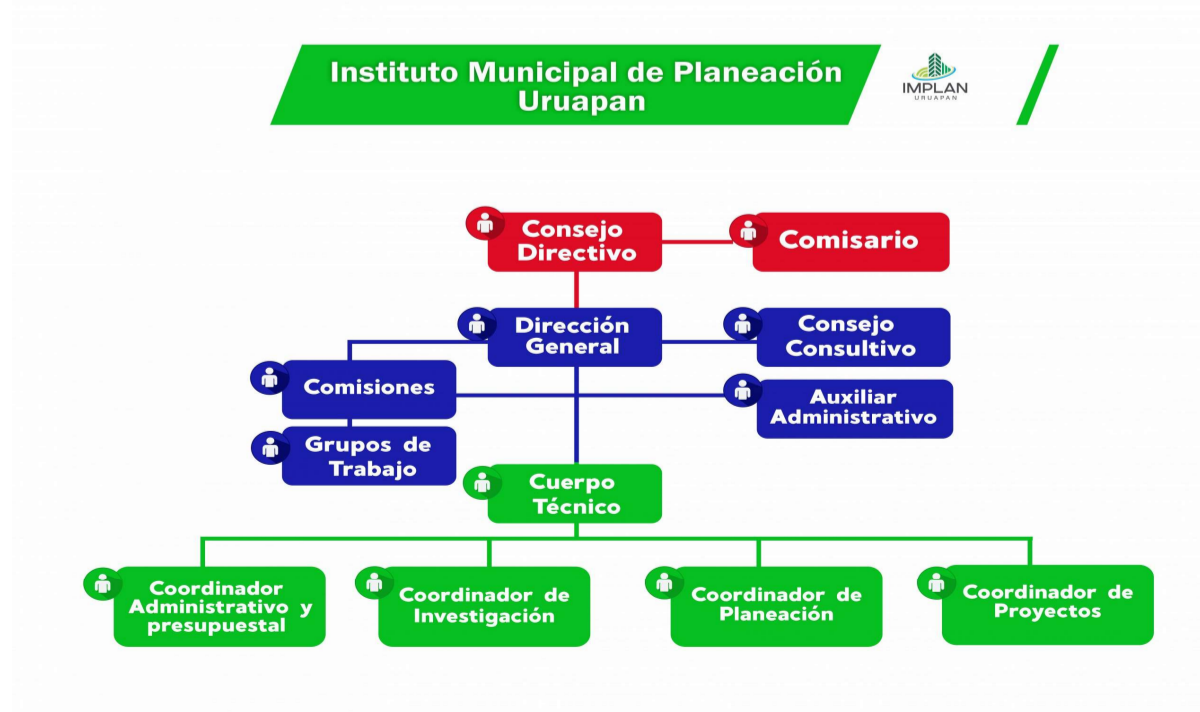 Instituto Municipal de Planeación
Uruapan
IMPLAN
URUAPAN
Consejo
Directivo
Comisario
Dirección
General
Consejo
Consultivo
Comisiones
Auxiliar
Administrativo
Grupos de
Trabajo
Cuerpo
Técnico
Coordinador
Administrativo y
presupuestal
Coordinador de
Investigación
Coordinador de
Planeación
Coordinador de
Proyectos